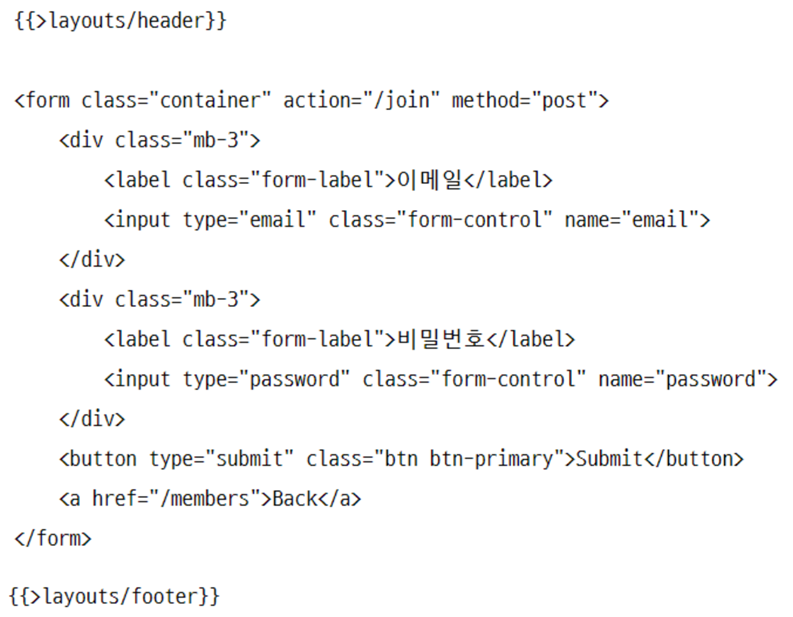 {{>layouts/header}}
<form class="container" action="/join" method="post">
<div class="mb-3">
<label class="form-label">이메일</label>
<input type="email" class="form-control" name="email">
</div>
<div class="mb-3">
<label class="form-label">비밀번호</label>
<input type="password" class="form-control" name="password">
</div>
<button type="submit" class="btn btn-primary">Submit</button>
<a href="/members">Back</a>
</form>
{{>layouts/footer}}